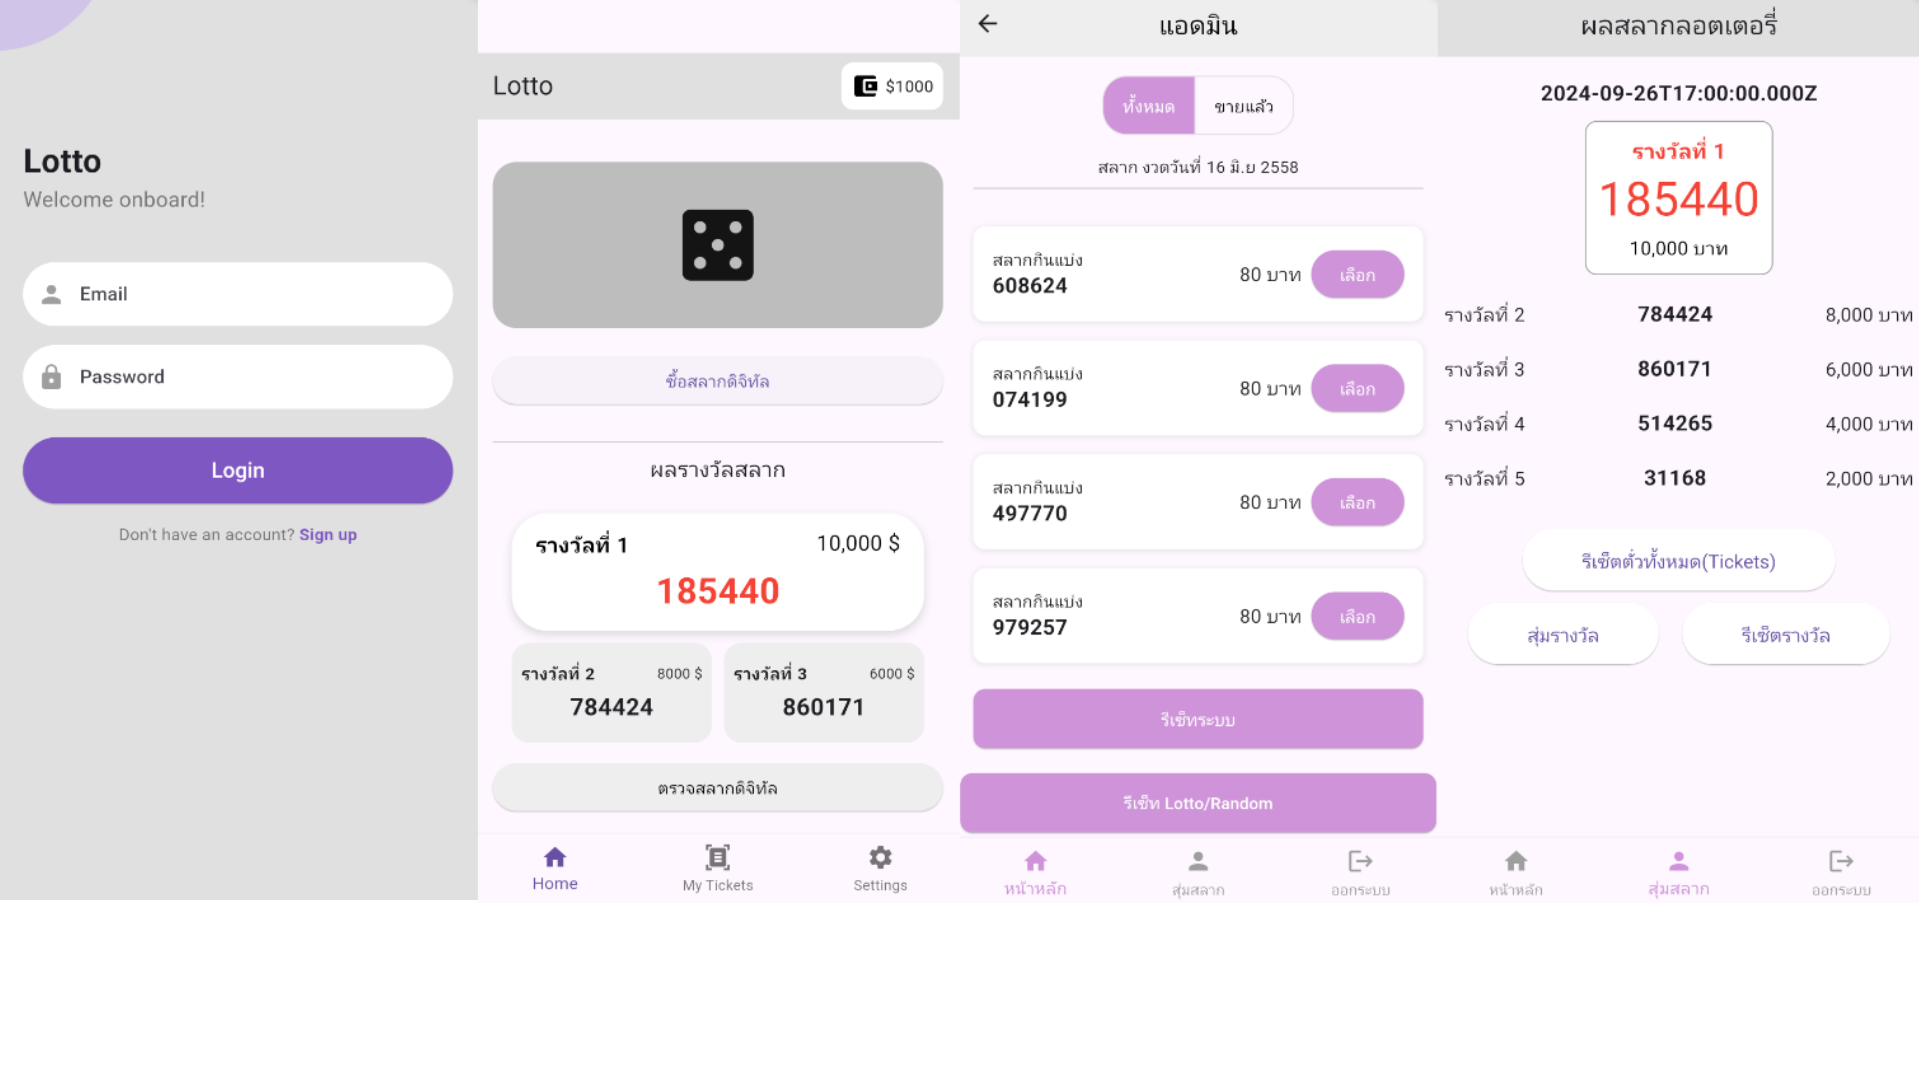 Lotto
Welcome onboard!
Email
Password
Login
Don't have an account? Sign up
Lotto
$1000
ซื้อสลากดิจิทัล
ผลรางวัลสลาก
รางวัลที่ 1
10,000 $
185440
รางวัลที่ 2
8000 $
784424
รางวัลที่ 3
6000 $
860171
ตรวจสลากดิจิทัล
Home
My Tickets
Settings
แอดมิน
ทั้งหมด
ขายแล้ว
สลาก งวดวันที่ 16 มิ.ย 2558
สลากกินแบ่ง
608624
80 บาท
เลือก
สลากกินแบ่ง
074199
80 บาท
เลือก
สลากกินแบ่ง
497770
80 บาท
เลือก
สลากกินแบ่ง
979257
80 บาท
เลือก
รีเซ็ทระบบ
รีเซ็ท Lotto/Random
หน้าหลัก
สุ่มสลาก
ออกระบบ
ผลสลากลอตเตอรี่
2024-09-26T17:00:00.000Z
รางวัลที่ 1
185440
10,000 บาท
รางวัลที่ 2 784424 8,000 บาท
รางวัลที่ 3 860171 6,000 บาท
รางวัลที่ 4 514265 4,000 บาท
รางวัลที่ 5 31168 2,000 บาท
รีเซ็ตตั่วทั้งหมด(Tickets)
สุ่มรางวัล
รีเซ็ตรางวัล
หน้าหลัก
สุ่มสลาก
ออกระบบ